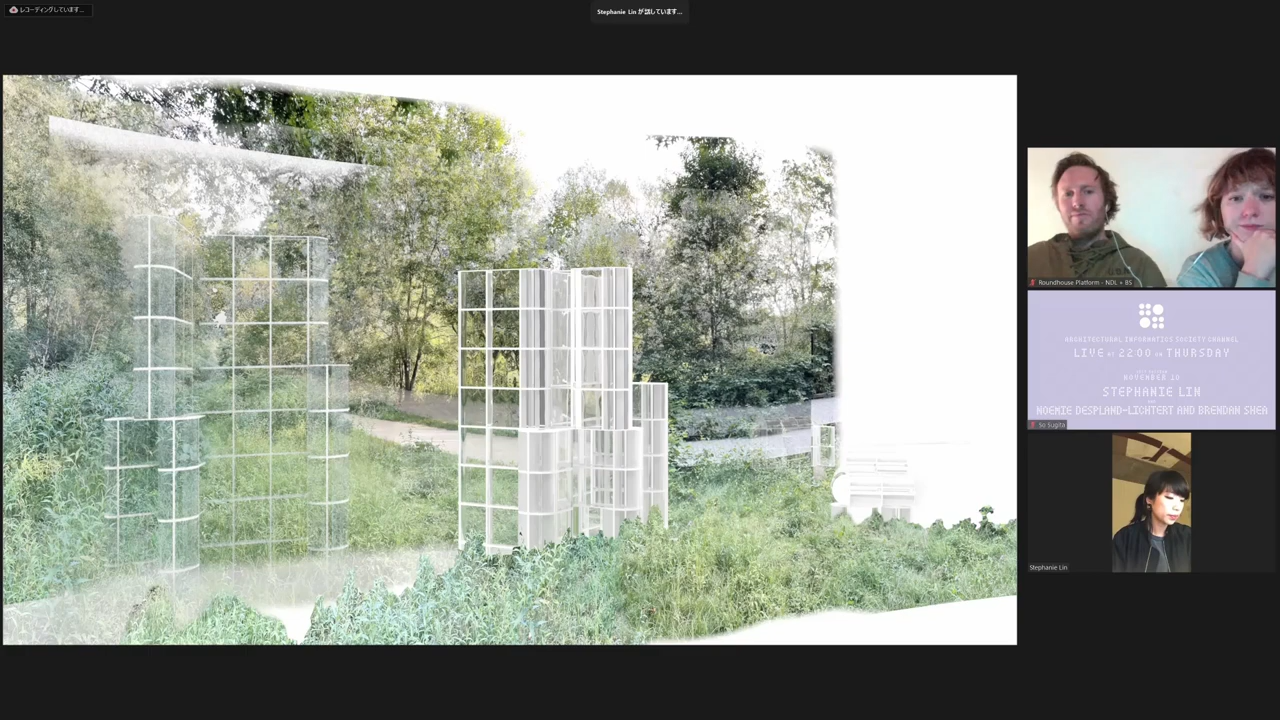 レコーディングしています...
Stephanie Lin が話しています...
Roundhouse Platform - NDL + BS
ARCHITECTURAL INFORMATICS SOCIETY CHANNEL
LIVE AT 22:00 ON THURSDAY
NOVEMBER 10
STEPHANIE LIN
AND
NOEMIE DESPLAND-LICHTERT AND BRENDAN SHEA
So Sugita
Stephanie Lin